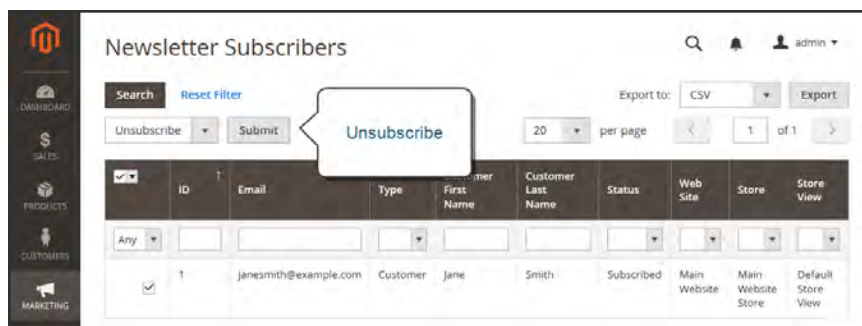 Newsletter Subscribers
admin
Search Reset Filter Export to: CSV Export
Unsubscribe Submit Unsubscribe 20 per page 1 of 1
ID Email Type First Name Customer Last Name Status Web Site Store Store View
Any
1 janesmith@example.com Customer Jane Smith Subscribed Main Website Main Website Store Default Store View
DASHBOARD
SALES
PRODUCTS
CUSTOMERS
MARKETING